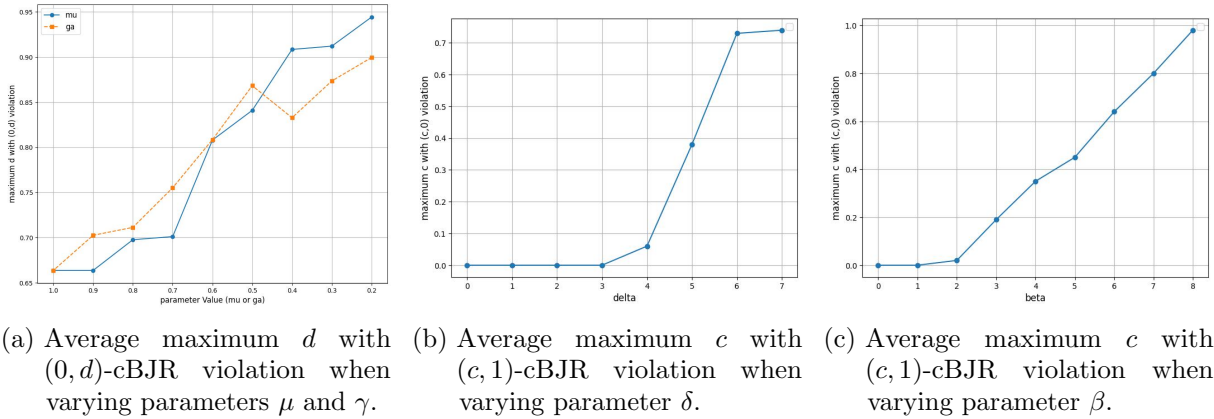 mu
ga
0.95
0.90
0.85
0.80
0.75
0.70
0.65
maximum d with (0,d) violation
1.0 0.9 0.8 0.7 0.6 0.5 0.4 0.3 0.2
parameter Value (mu or ga)
0.7
0.6
0.5
0.4
0.3
0.2
0.1
0.0
maximum c with (c,0) violation
0 1 2 3 4 5 6 7
delta
1.0
0.8
0.6
0.4
0.2
0.0
maximum c with (c,0) violation
0 1 2 3 4 5 6 7 8
beta
(a) Average maximum d with
(0, d)-cBJR violation when
varying parameters μ and γ.
(b) Average maximum c with
(c, 1)-cBJR violation when
varying parameter δ.
(c) Average maximum c with
(c, 1)-cBJR violation when
varying parameter β.